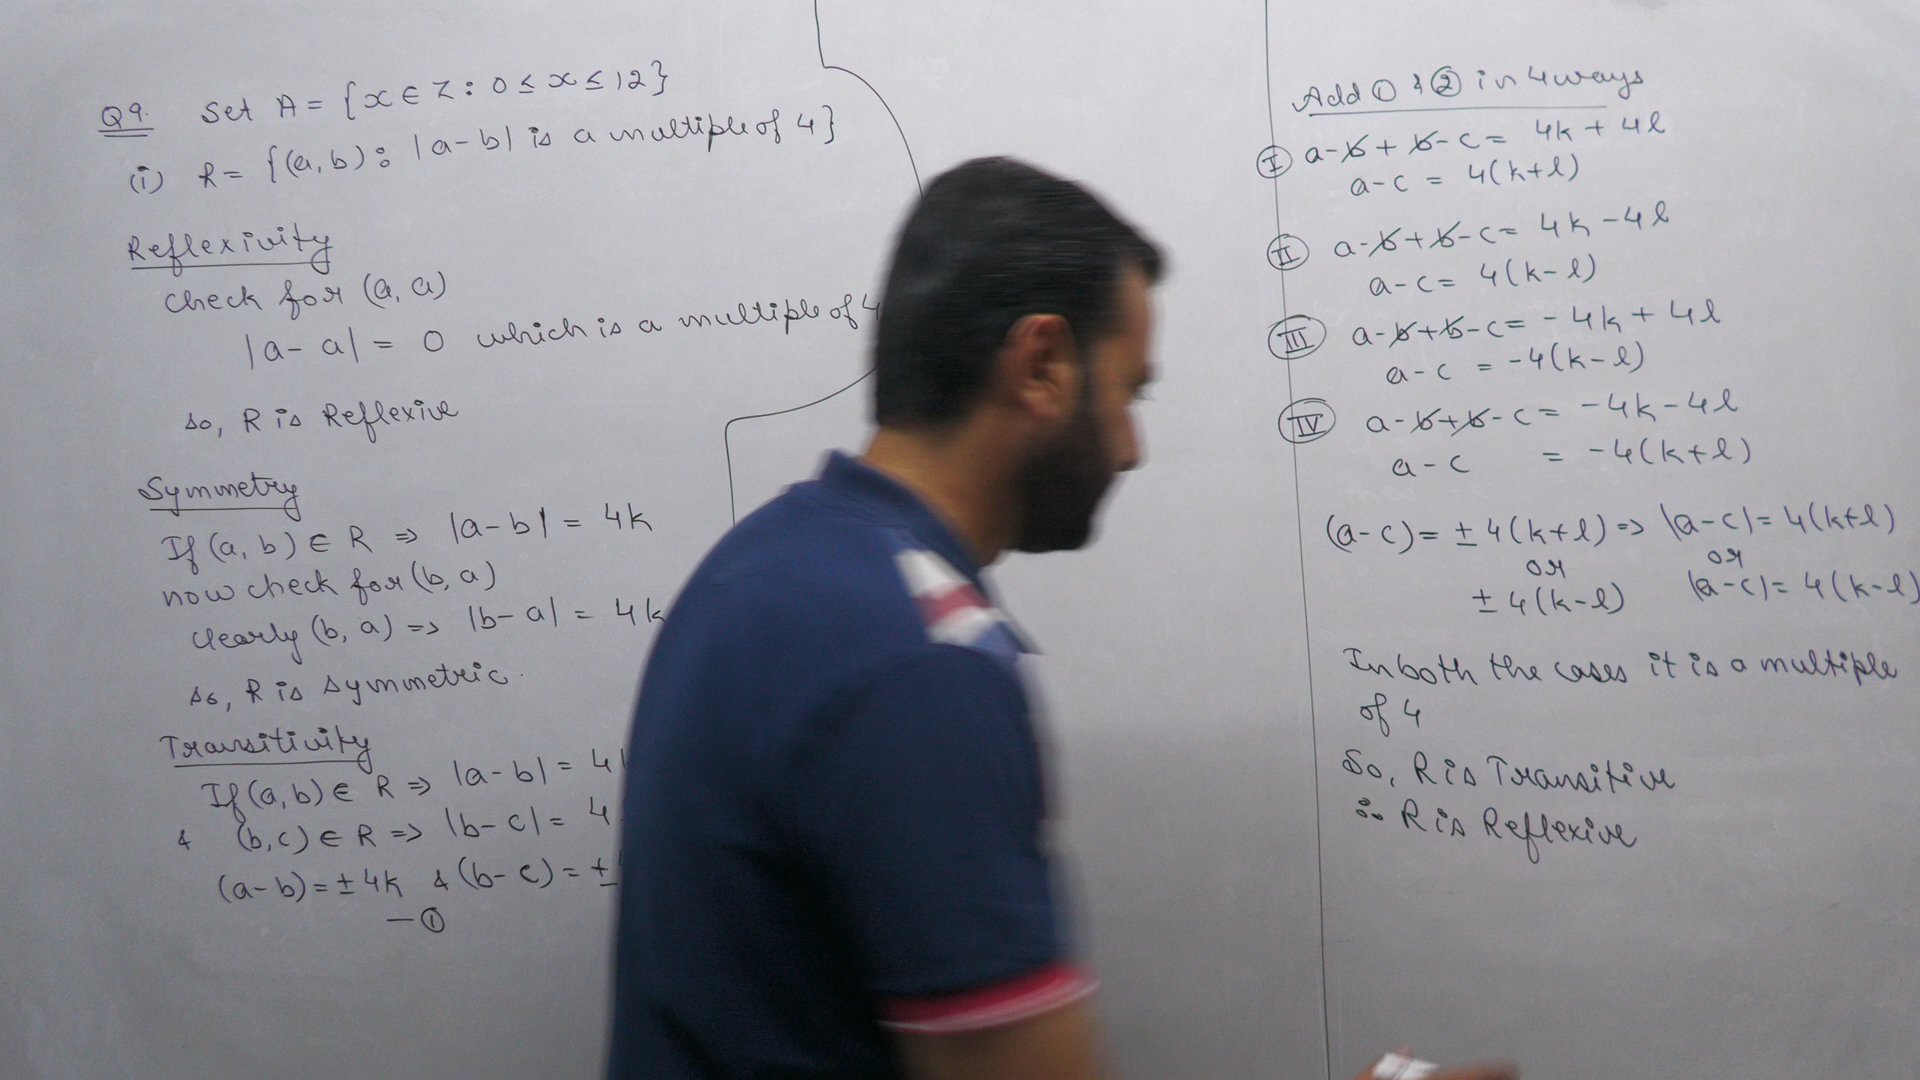 Q9. Set A = {x ∈ Z : 0 ≤ x ≤ 12}
(i) R = {(a, b) : |a-b| is a multiple of 4}
Reflexivity
Check for (a, a)
|a-a| = 0 which is a multiple of 4
so, R is Reflexive
Symmetry
If (a, b) ∈ R ⇒ |a-b| = 4k
now check for (b, a)
clearly (b, a) ⇒ |b-a| = 4k
so, R is symmetric.
Transitivity
If (a,b) ∈ R ⇒ |a-b| = 4
& (b,c) ∈ R ⇒ |b-c| = 4
(a-b) = ± 4k & (b-c) = ±
— ①
Add ① & ② in 4 ways
I a-b + b-c = 4k + 4l
a-c = 4(k+l)
II a-b+b-c = 4k-4l
a-c = 4(k-l)
III a-b+b-c = -4k + 4l
a-c = -4(k-l)
IV a-b+b-c = -4k-4l
a-c = -4(k+l)
(a-c) = ± 4(k+l) ⇒ |a-c| = 4(k+l)
or or
± 4(k-l) |a-c| = 4(k-l)
In both the cases it is a multiple
of 4
So, R is Transitive
∴ R is Reflexive